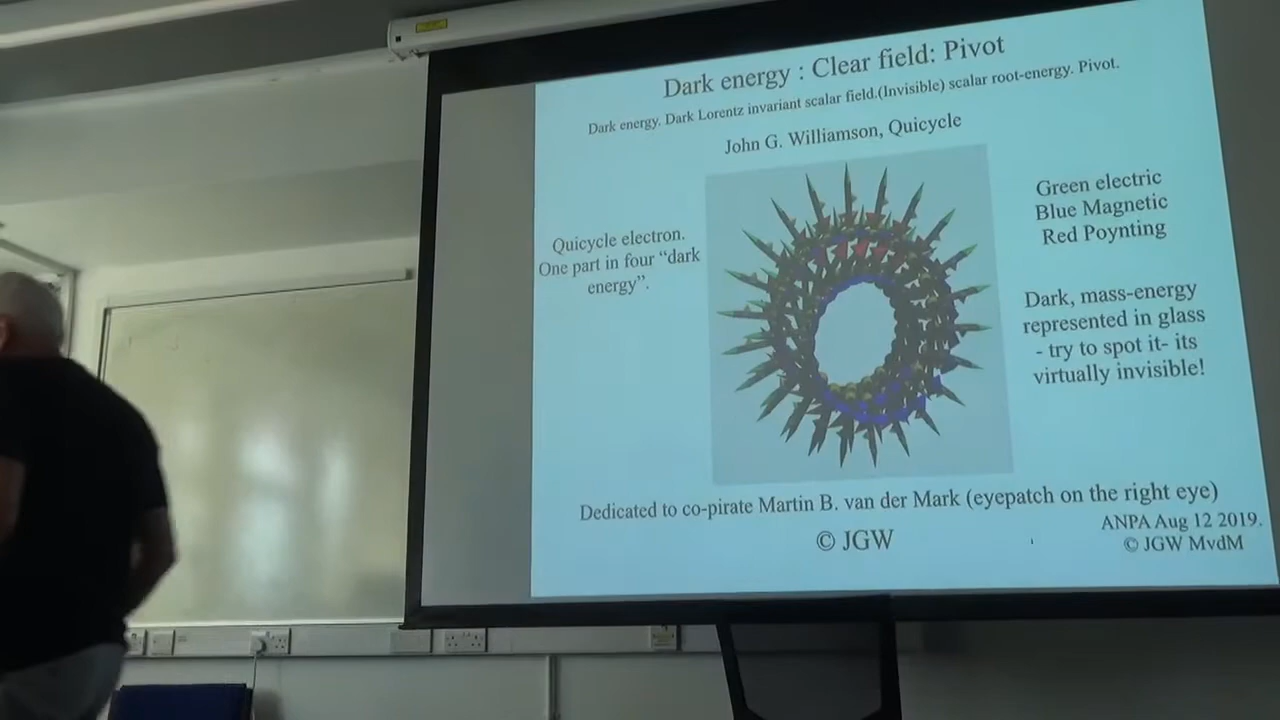 Dark energy : Clear field: Pivot
Dark energy. Dark Lorentz invariant scalar field.(Invisible) scalar root-energy. Pivot.
John G. Williamson, Quicycle
Quicycle electron.
One part in four “dark
energy”.
Green electric
Blue Magnetic
Red Poynting
Dark, mass-energy
represented in glass
- try to spot it- its
virtually invisible!
Dedicated to co-pirate Martin B. van der Mark (eyepatch on the right eye)
© JGW
ANPA Aug 12 2019.
© JGW MvdM